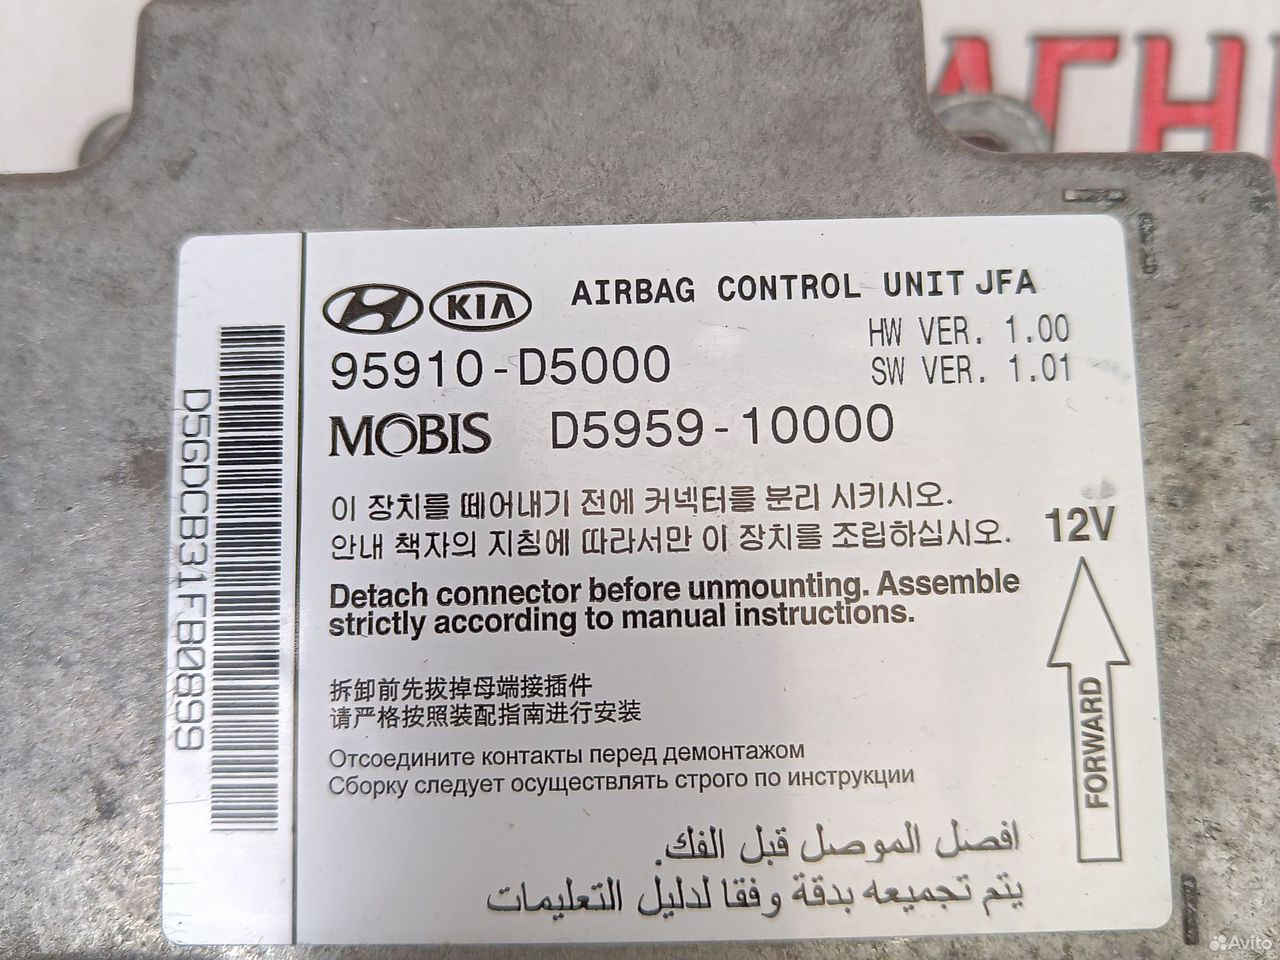 АГН
KIA
AIRBAG CONTROL UNIT JFA
HW VER. 1.00
95910-D5000
SW VER. 1.01
MOBIS D5959-10000
이 장치를 떼어내기 전에 커넥터를 분리 시키시오.
안내 책자의 지침에 따라서만 이 장치를 조립하십시오.
12V
Detach connector before unmounting. Assemble
strictly according to manual instructions.
拆卸前先拔掉母端接插件
请严格按照装配指南进行安装
Отсоедините контакты перед демонтажом
Сборку следует осуществлять строго по инструкции
افصل الموصل قبل الفك.
يتم تجميعه بدقة وفقا لدليل التعليمات
FORWARD
D5GDCB31FB0899
Avito